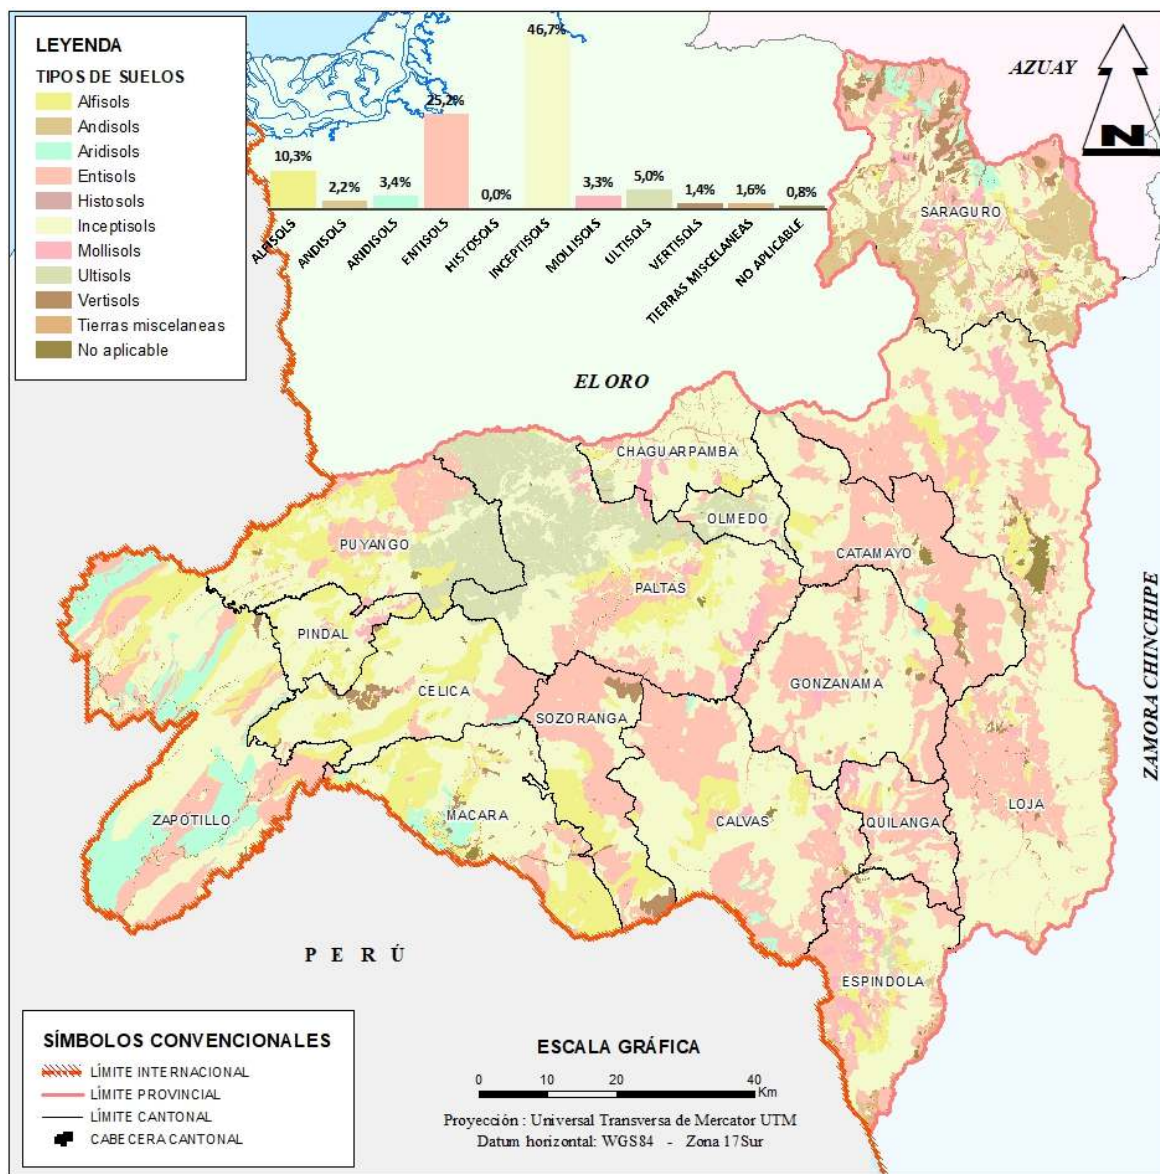 LEYENDA
TIPOS DE SUELOS
Alfisols
Andisols
Aridisols
Entisols
Histosols
Inceptisols
Mollisols
Ultisols
Vertisols
Tierras miscelaneas
No aplicable
10,3%
2,2%
3,4%
25,2%
0,0%
46,7%
3,3%
5,0%
1,4%
1,6%
0,8%
ALFISOLS
ANDISOLS
ARIDISOLS
ENTISOLS
HISTOSOLS
INCEPTISOLS
MOLLISOLS
ULTISOLS
VERTISOLS
TIERRAS MISCELANEAS
NO APLICABLE
AZUAY
N
SARAGURO
EL ORO
CHAGUARPAMBA
OLMEDO
PUYANGO
CATAMAYO
PALTAS
PINDAL
CELICA
GONZANAMA
SOZORANGA
ZAMORA CHINCHIPE
ZAPOTILLO
MACARA
CALVAS
QUILANGA
LOJA
ESPINDOLA
PERÚ
SÍMBOLOS CONVENCIONALES
LÍMITE INTERNACIONAL
LÍMITE PROVINCIAL
LÍMITE CANTONAL
CABECERA CANTONAL
ESCALA GRÁFICA
0 10 20 40
Km
Proyección : Universal Transversa de Mercator UTM
Datum horizontal: WGS84 - Zona 17Sur